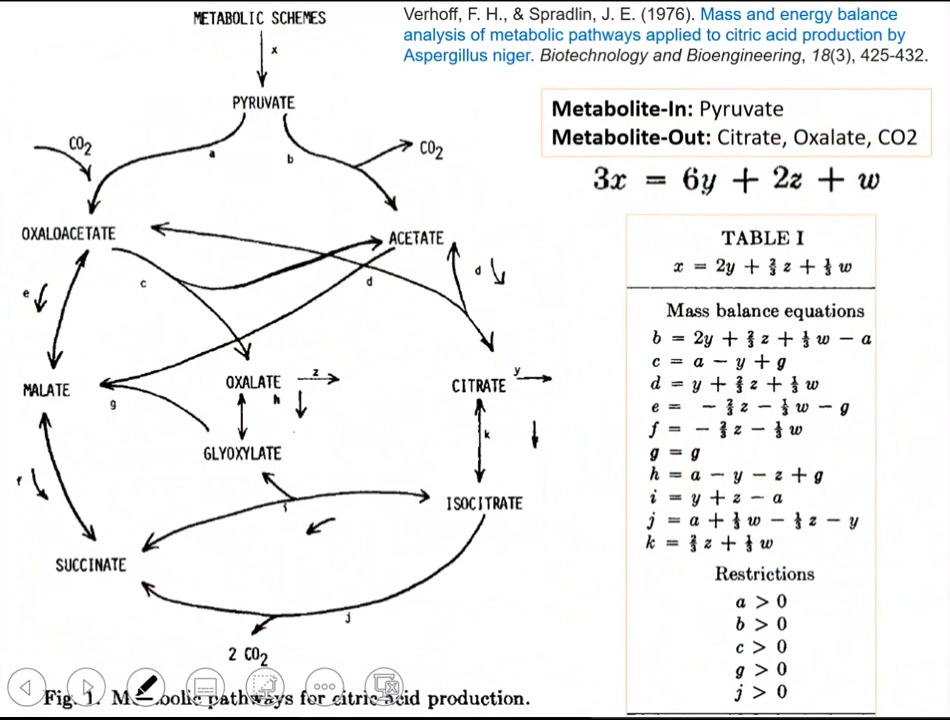 METABOLIC SCHEMES
x
PYRUVATE
CO2
a
b
CO2
OXALOACETATE
ACETATE
c
d
d
e
MALATE
OXALATE
z
h
CITRATE
y
g
GLYOXYLATE
k
ISOCITRATE
f
i
SUCCINATE
j
2 CO2
Fig. 1. M bolic pathways for citric acid production.
Verhoff, F. H., & Spradlin, J. E. (1976). Mass and energy balance
analysis of metabolic pathways applied to citric acid production by
Aspergillus niger. Biotechnology and Bioengineering, 18(3), 425-432.
Metabolite-In: Pyruvate
Metabolite-Out: Citrate, Oxalate, CO2
3x = 6y + 2z + w
TABLE I
x = 2y + ⅔ z + ⅓ w
Mass balance equations
b = 2y + ⅔ z + ⅓ w − a
c = a − y + g
d = y + ⅔ z + ⅓ w
e = − ⅔ z − ⅓ w − g
f = − ⅔ z − ⅓ w
g = g
h = a − y − z + g
i = y + z − a
j = a + ⅓ w − ⅓ z − y
k = ⅔ z + ⅓ w
Restrictions
a > 0
b > 0
c > 0
g > 0
j > 0